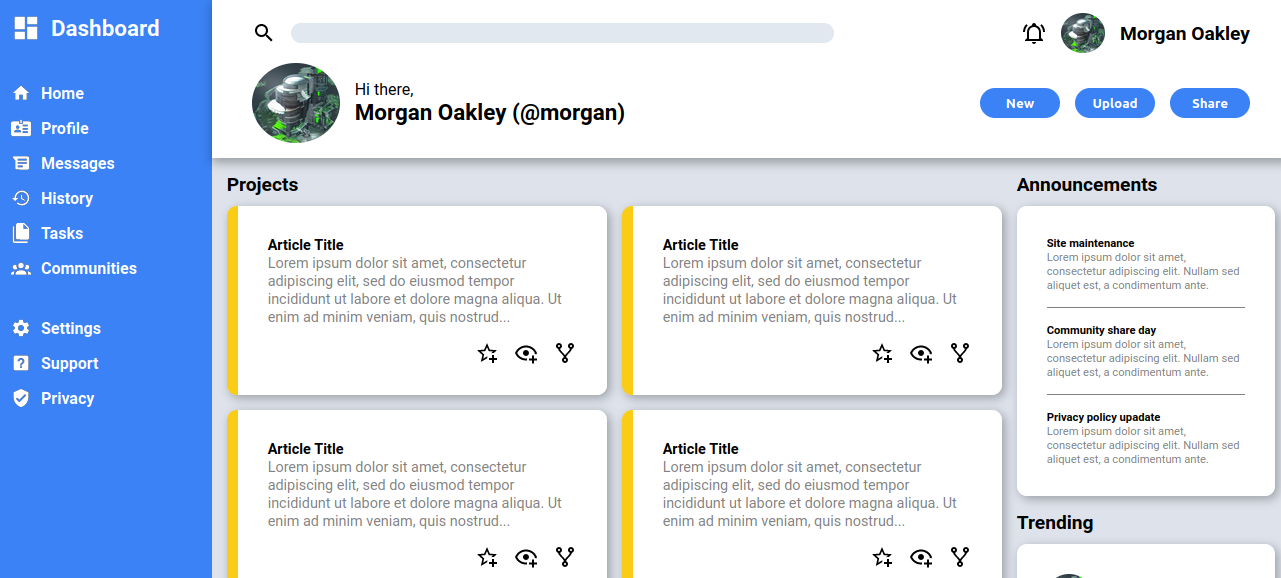 Dashboard
Home
Profile
Messages
History
Tasks
Communities
Settings
Support
Privacy
Morgan Oakley
Hi there,
Morgan Oakley (@morgan)
New
Upload
Share
Projects
Article Title
Lorem ipsum dolor sit amet, consectetur
adipiscing elit, sed do eiusmod tempor
incididunt ut labore et dolore magna aliqua. Ut
enim ad minim veniam, quis nostrud...
Article Title
Lorem ipsum dolor sit amet, consectetur
adipiscing elit, sed do eiusmod tempor
incididunt ut labore et dolore magna aliqua. Ut
enim ad minim veniam, quis nostrud...
Article Title
Lorem ipsum dolor sit amet, consectetur
adipiscing elit, sed do eiusmod tempor
incididunt ut labore et dolore magna aliqua. Ut
enim ad minim veniam, quis nostrud...
Article Title
Lorem ipsum dolor sit amet, consectetur
adipiscing elit, sed do eiusmod tempor
incididunt ut labore et dolore magna aliqua. Ut
enim ad minim veniam, quis nostrud...
Announcements
Site maintenance
Lorem ipsum dolor sit amet,
consectetur adipiscing elit. Nullam sed
aliquet est, a condimentum ante.
Community share day
Lorem ipsum dolor sit amet,
consectetur adipiscing elit. Nullam sed
aliquet est, a condimentum ante.
Privacy policy upadate
Lorem ipsum dolor sit amet,
consectetur adipiscing elit. Nullam sed
aliquet est, a condimentum ante.
Trending